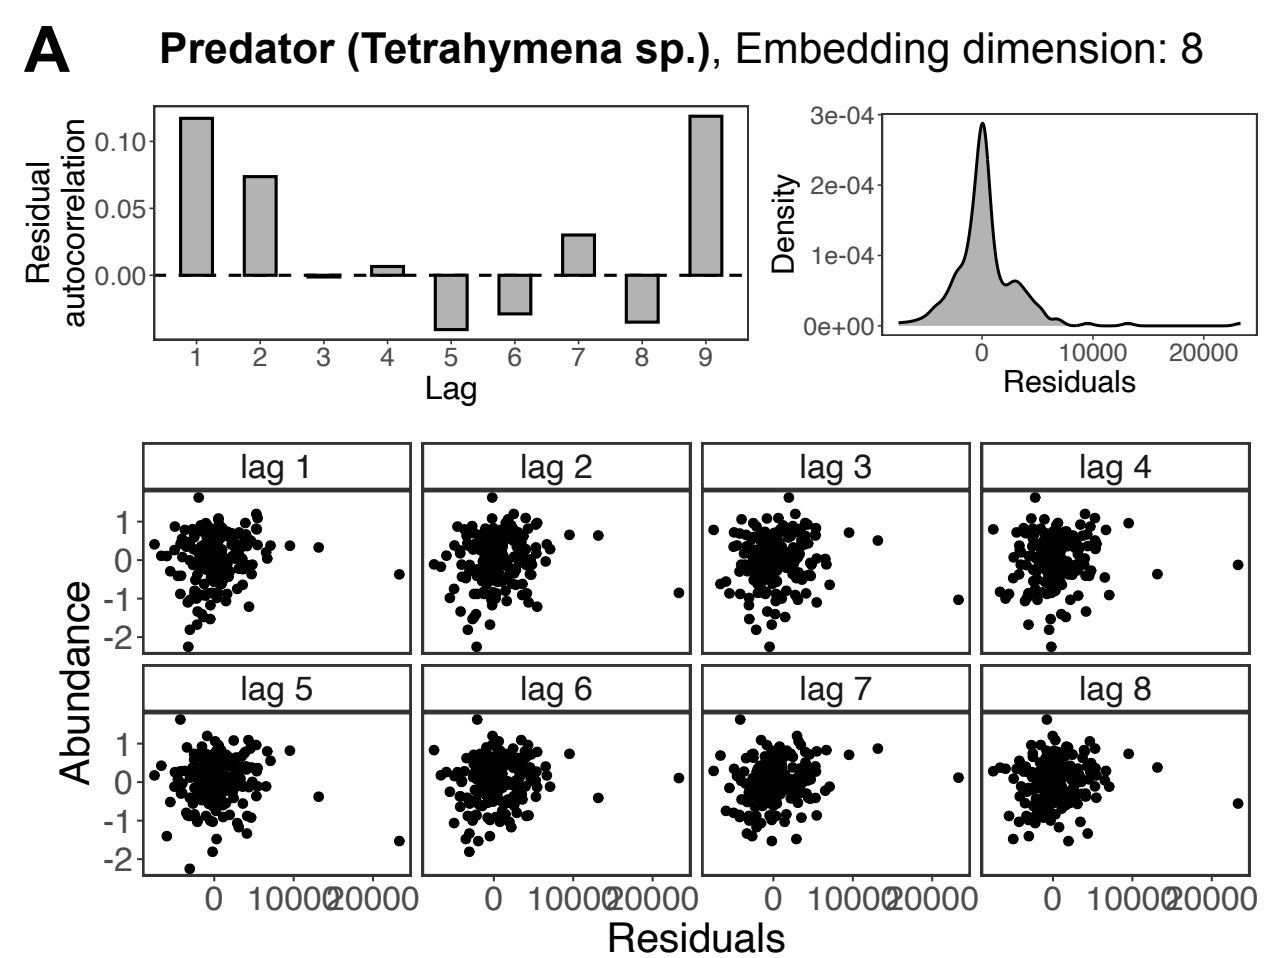 A
Predator (Tetrahymena sp.), Embedding dimension: 8
Residual
autocorrelation
0.10
0.05
0.00
1 2 3 4 5 6 7 8 9
Lag
Density
3e-04
2e-04
1e-04
0e+00
0 10000 20000
Residuals
Abundance
lag 1 lag 2 lag 3 lag 4
1
0
-1
-2
lag 5 lag 6 lag 7 lag 8
1
0
-1
-2
0 10000 20000 0 10000 20000 0 10000 20000 0 10000 20000
Residuals